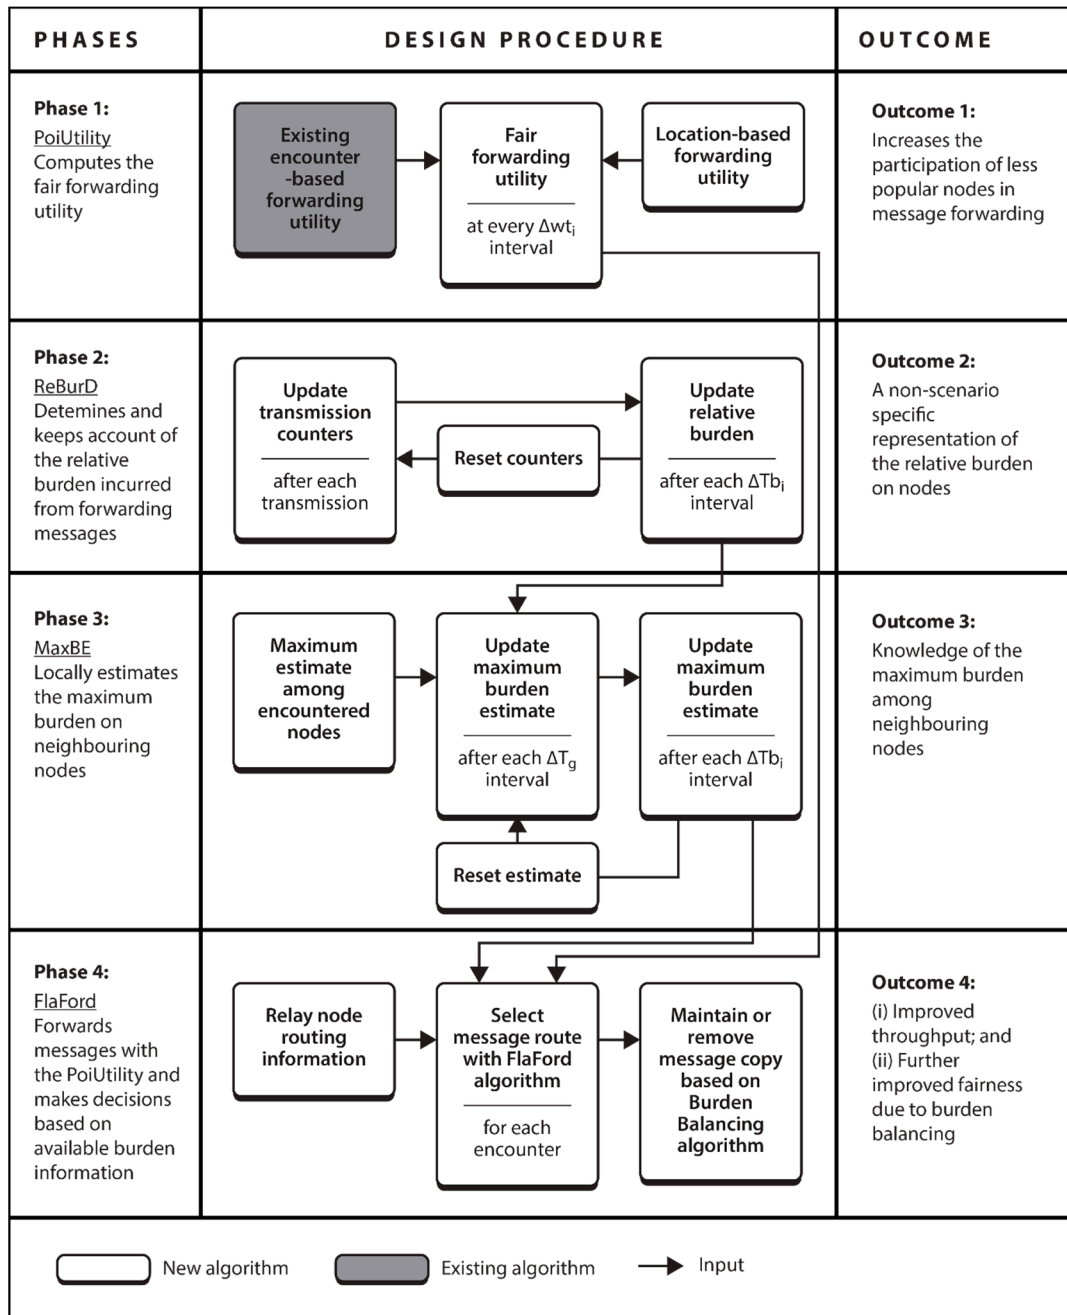 PHASES
DESIGN PROCEDURE
OUTCOME
Phase 1:
PoiUtility
Computes the
fair forwarding
utility
Existing
encounter
-based
forwarding
utility
Fair
forwarding
utility
at every Δwtᵢ
interval
Location-based
forwarding
utility
Outcome 1:
Increases the
participation of less
popular nodes in
message forwarding
Phase 2:
ReBurD
Detemines and
keeps account of
the relative
burden incurred
from forwarding
messages
Update
transmission
counters
after each
transmission
Reset counters
Update
relative
burden
after each ΔTbᵢ
interval
Outcome 2:
A non-scenario
specific
representation of
the relative burden
on nodes
Phase 3:
MaxBE
Locally estimates
the maximum
burden on
neighbouring
nodes
Maximum
estimate
among
encountered
nodes
Update
maximum
burden
estimate
after each ΔTg
interval
Update
maximum
burden
estimate
after each ΔTbᵢ
interval
Reset estimate
Outcome 3:
Knowledge of the
maximum burden
among
neighbouring
nodes
Phase 4:
FlaFord
Forwards
messages with
the PoiUtility and
makes decisions
based on
available burden
information
Relay node
routing
information
Select
message route
with FlaFord
algorithm
for each
encounter
Maintain or
remove
message copy
based on
Burden
Balancing
algorithm
Outcome 4:
(i) Improved
throughput; and
(ii) Further
improved fairness
due to burden
balancing
New algorithm
Existing algorithm
Input